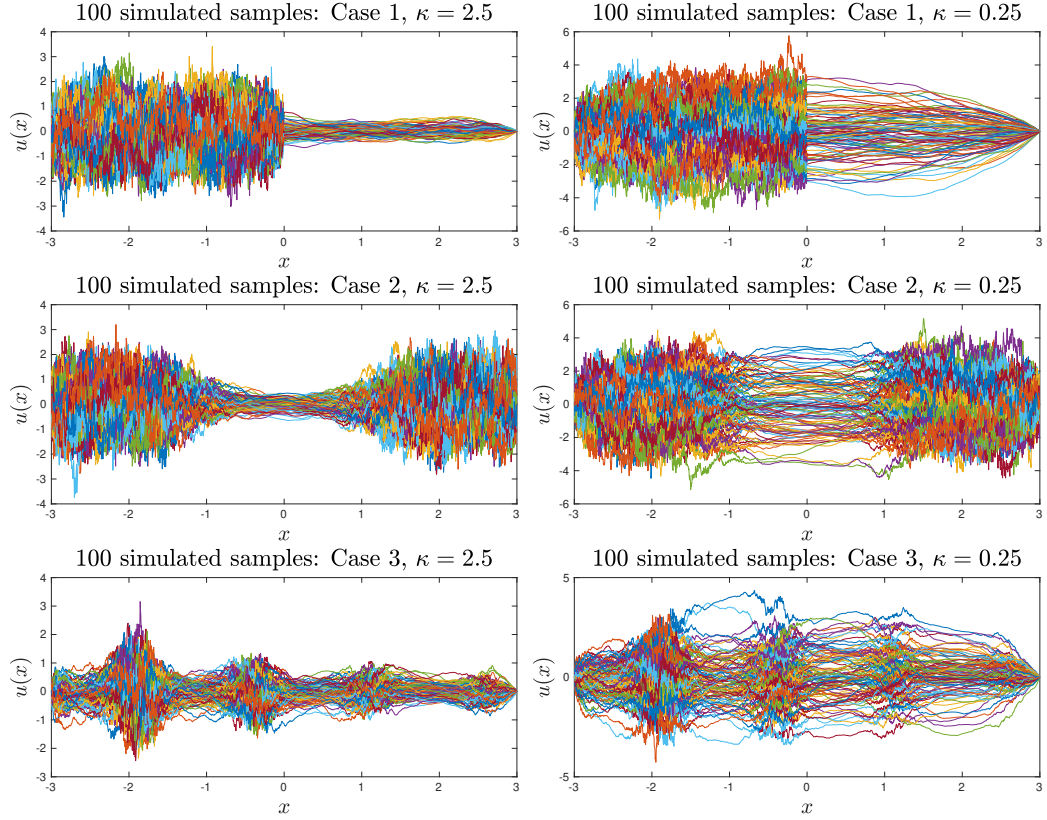 100 simulated samples: Case 1, κ = 2.5
4
3
2
1
0
-1
-2
-3
-4
u(x)
-3 -2 -1 0 1 2 3
x
100 simulated samples: Case 1, κ = 0.25
6
4
2
0
-2
-4
-6
u(x)
-3 -2 -1 0 1 2 3
x
100 simulated samples: Case 2, κ = 2.5
4
3
2
1
0
-1
-2
-3
-4
u(x)
-3 -2 -1 0 1 2 3
x
100 simulated samples: Case 2, κ = 0.25
6
4
2
0
-2
-4
-6
u(x)
-3 -2 -1 0 1 2 3
x
100 simulated samples: Case 3, κ = 2.5
4
3
2
1
0
-1
-2
-3
u(x)
-3 -2 -1 0 1 2 3
x
100 simulated samples: Case 3, κ = 0.25
5
0
-5
u(x)
-3 -2 -1 0 1 2 3
x